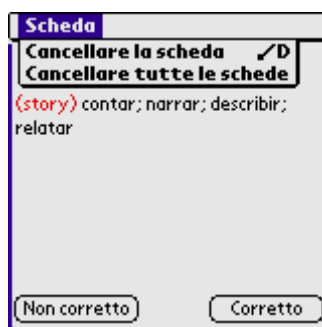 Scheda
Cancellare la scheda /D
Cancellare tutte le schede
(story) contar; narrar; describir;
relatar
Non corretto
Corretto